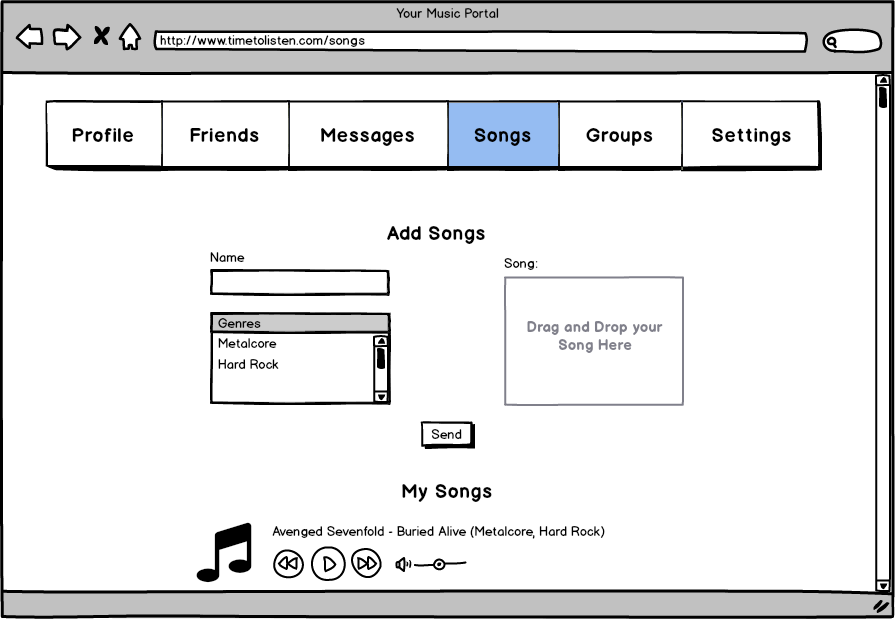 Your Music Portal
http://www.timetolisten.com/songs
Profile
Friends
Messages
Songs
Groups
Settings
Add Songs
Name
Song:
Genres
Metalcore
Hard Rock
Drag and Drop your
Song Here
Send
My Songs
Avenged Sevenfold - Buried Alive (Metalcore, Hard Rock)